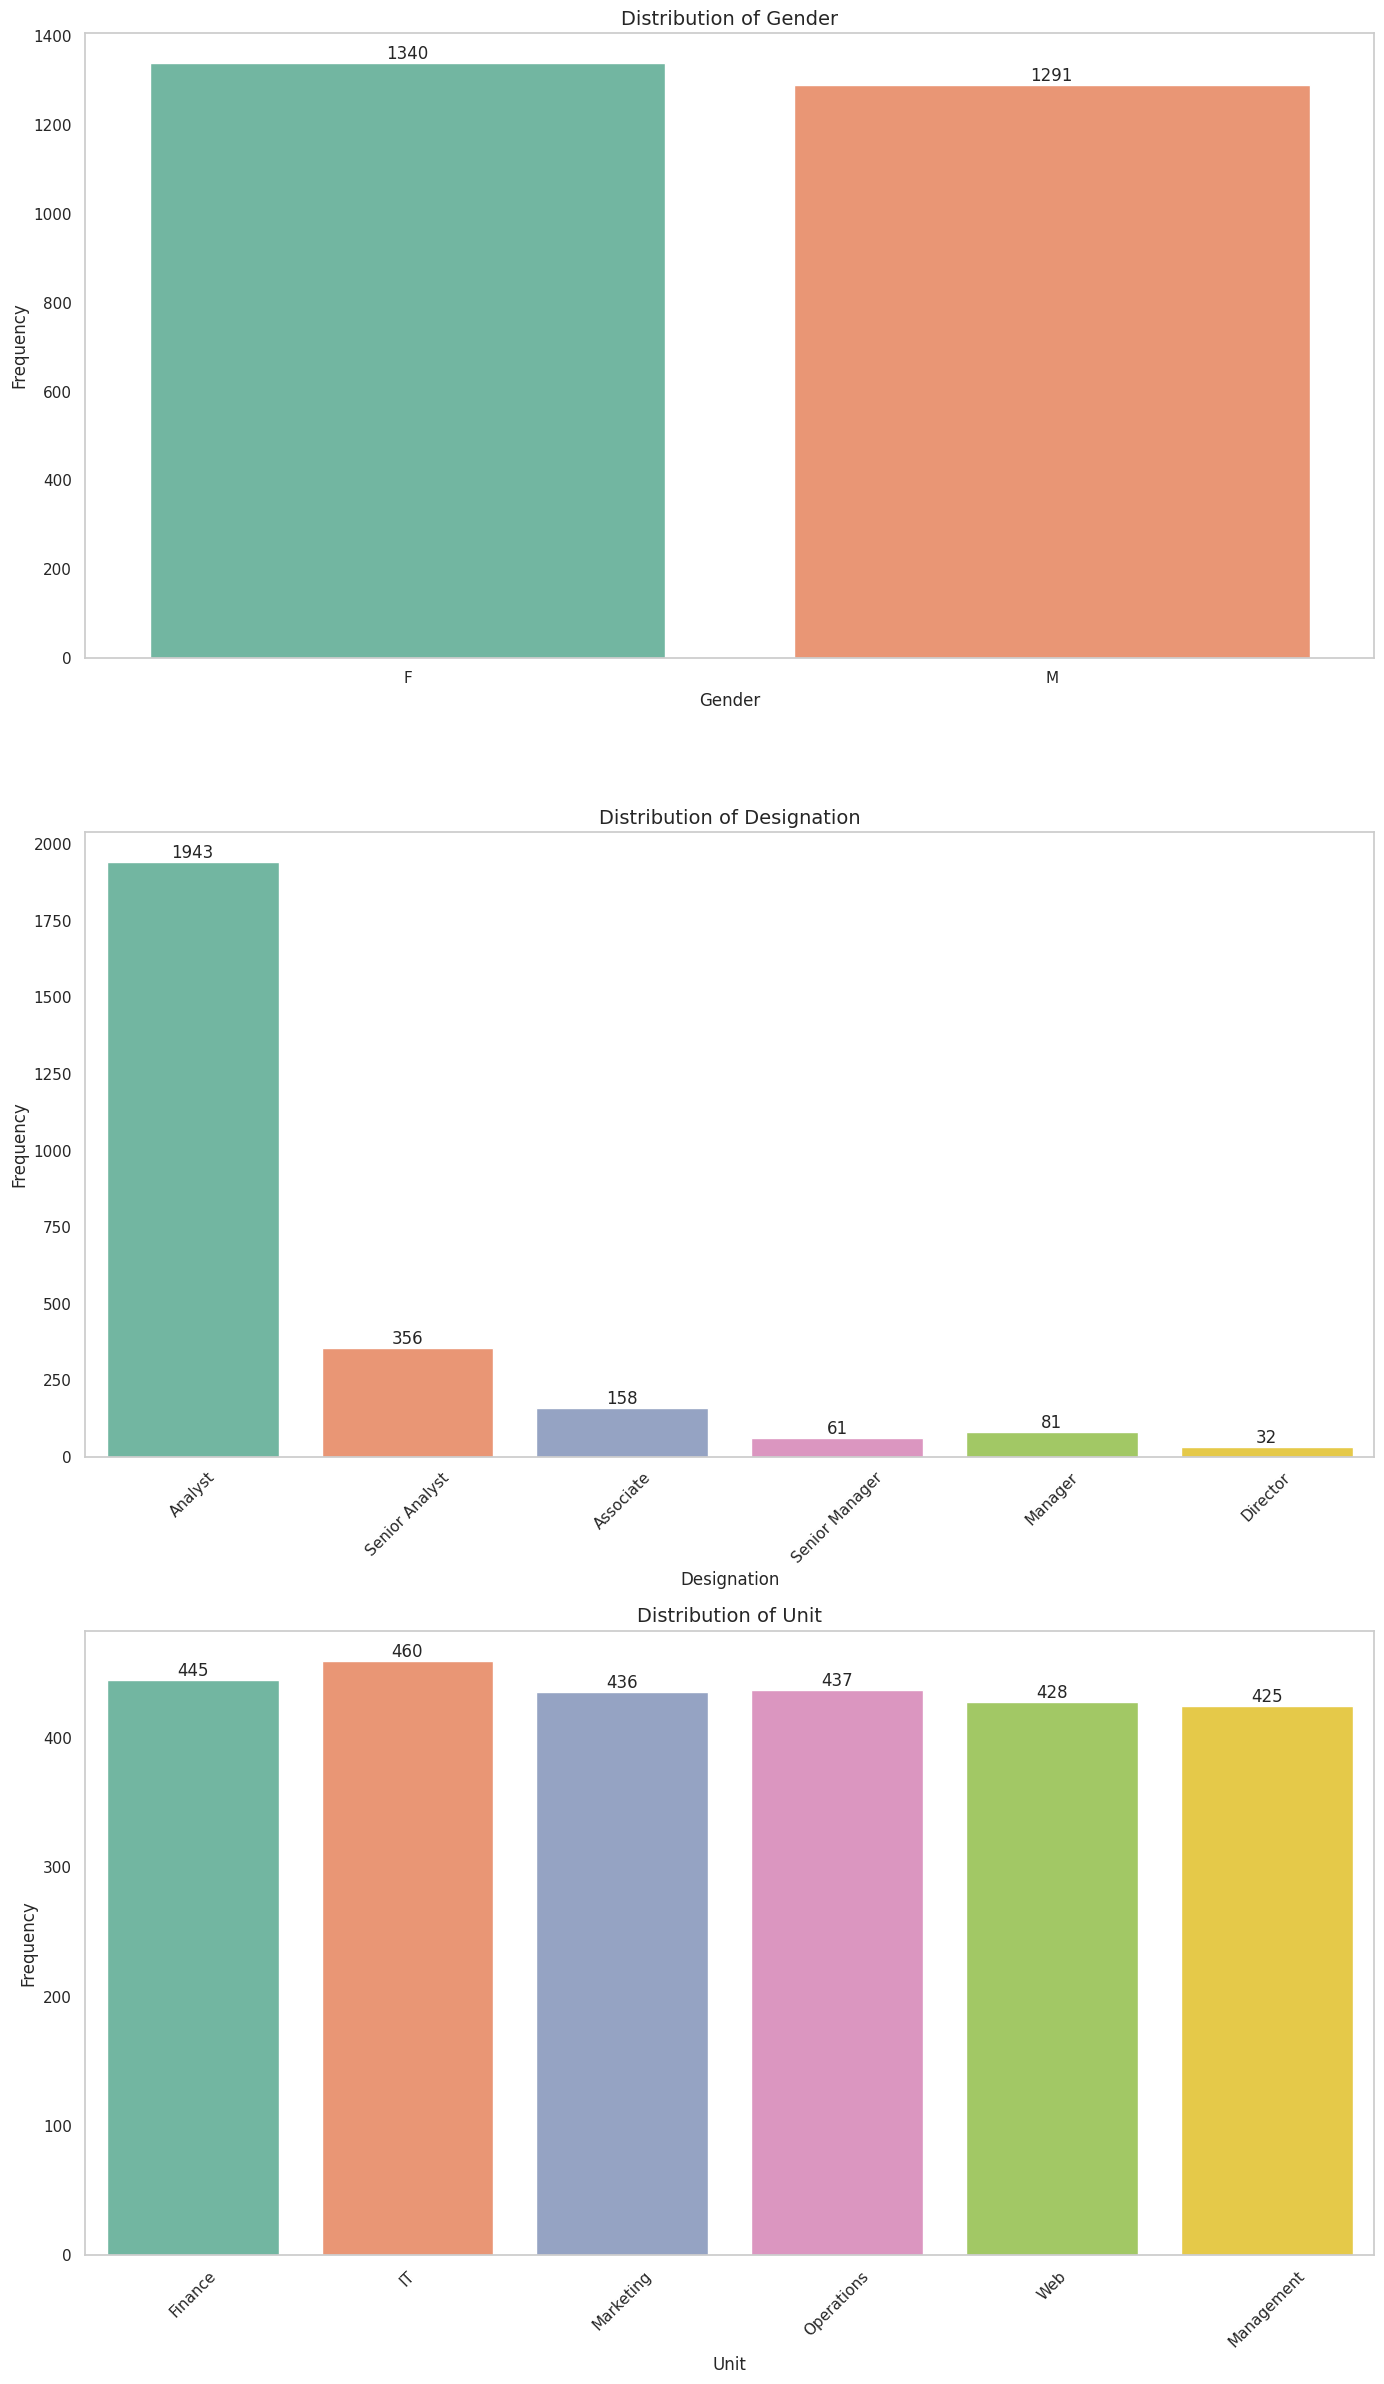 Distribution of Gender
1400
1200
1000
800
600
400
200
0
Frequency
1340
1291
F
M
Gender
Distribution of Designation
2000
1750
1500
1250
1000
750
500
250
0
Frequency
1943
356
158
61
81
32
Analyst
Senior Analyst
Associate
Senior Manager
Manager
Director
Designation
Distribution of Unit
400
300
200
100
0
Frequency
445
460
436
437
428
425
Finance
IT
Marketing
Operations
Web
Management
Unit